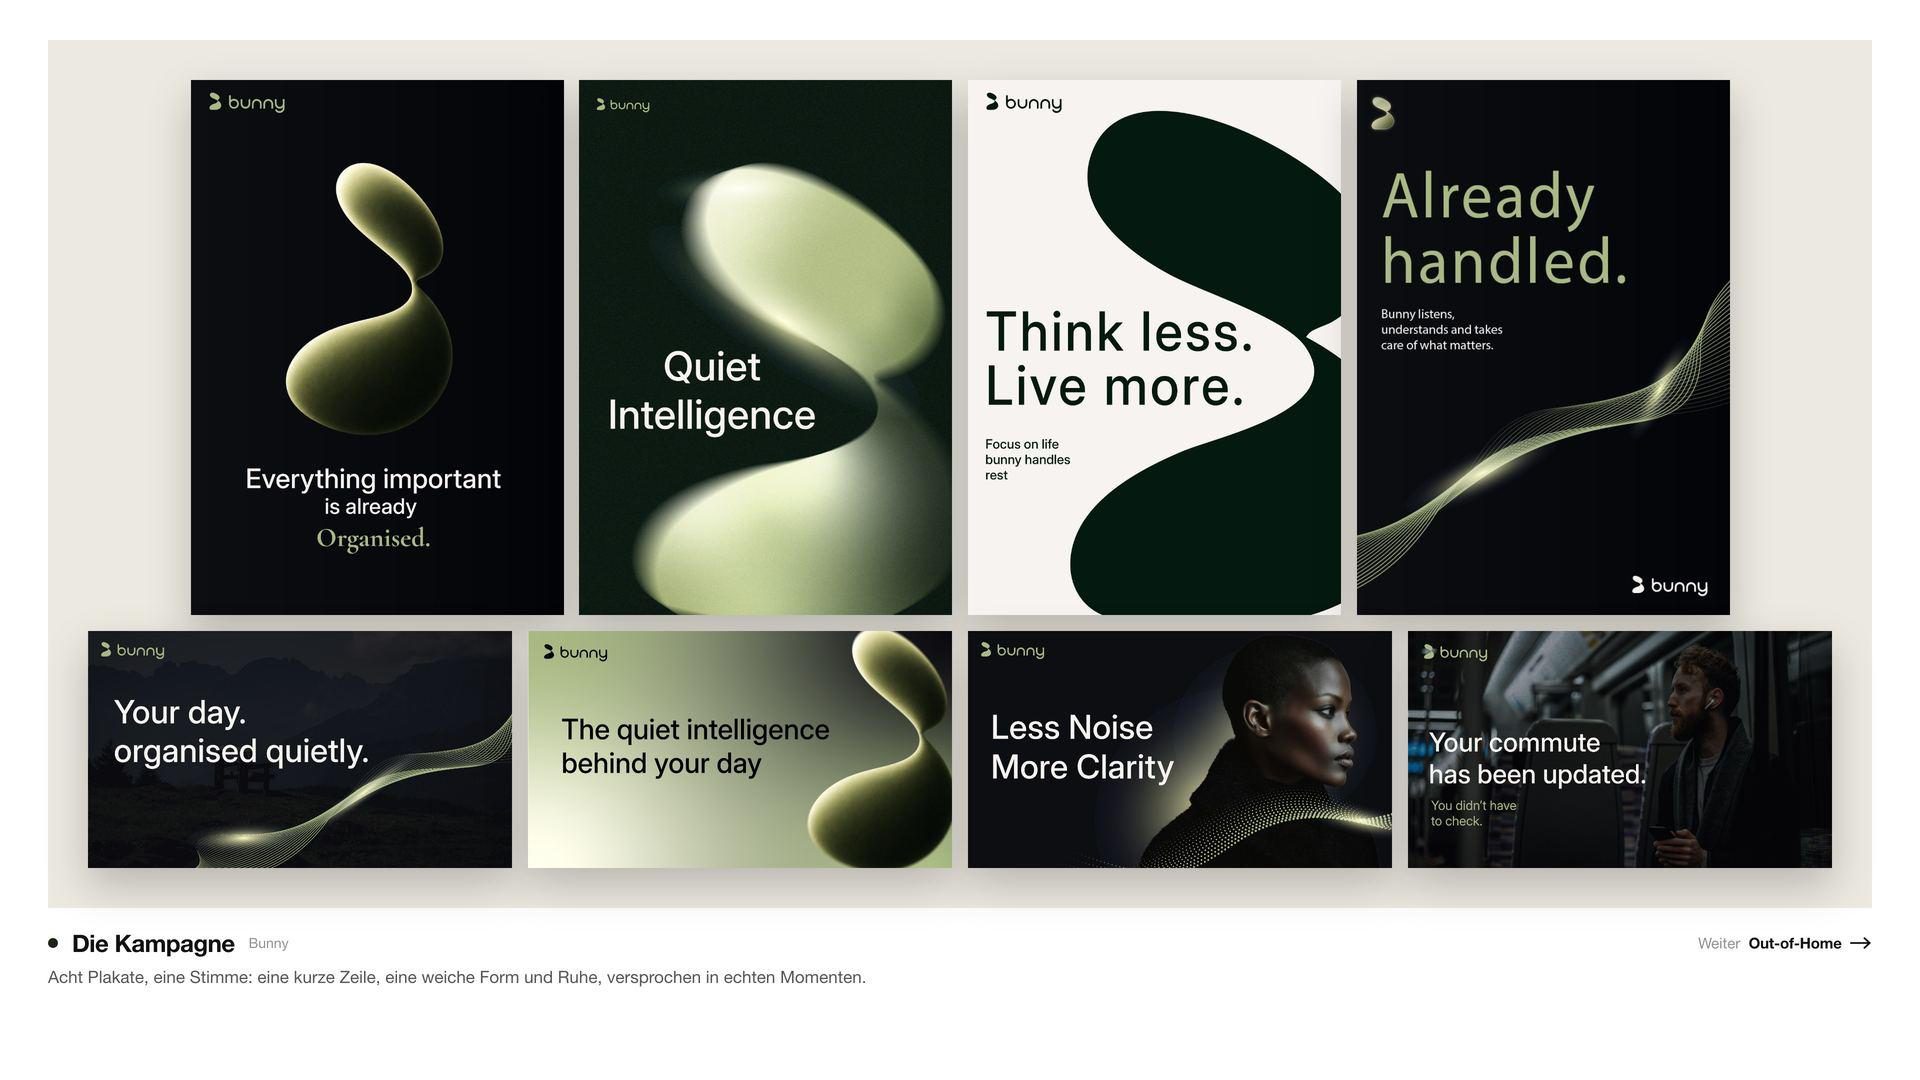 bunny
Everything important
is already
Organised.
bunny
Quiet
Intelligence
bunny
Think less.
Live more.
Focus on life
bunny handles
rest
Already
handled.
Bunny listens,
understands and takes
care of what matters.
bunny
bunny
Your day.
organised quietly.
bunny
The quiet intelligence
behind your day
bunny
Less Noise
More Clarity
bunny
Your commute
has been updated.
You didn't have
to check.
Die Kampagne Bunny
Weiter Out-of-Home →
Acht Plakate, eine Stimme: eine kurze Zeile, eine weiche Form und Ruhe, versprochen in echten Momenten.